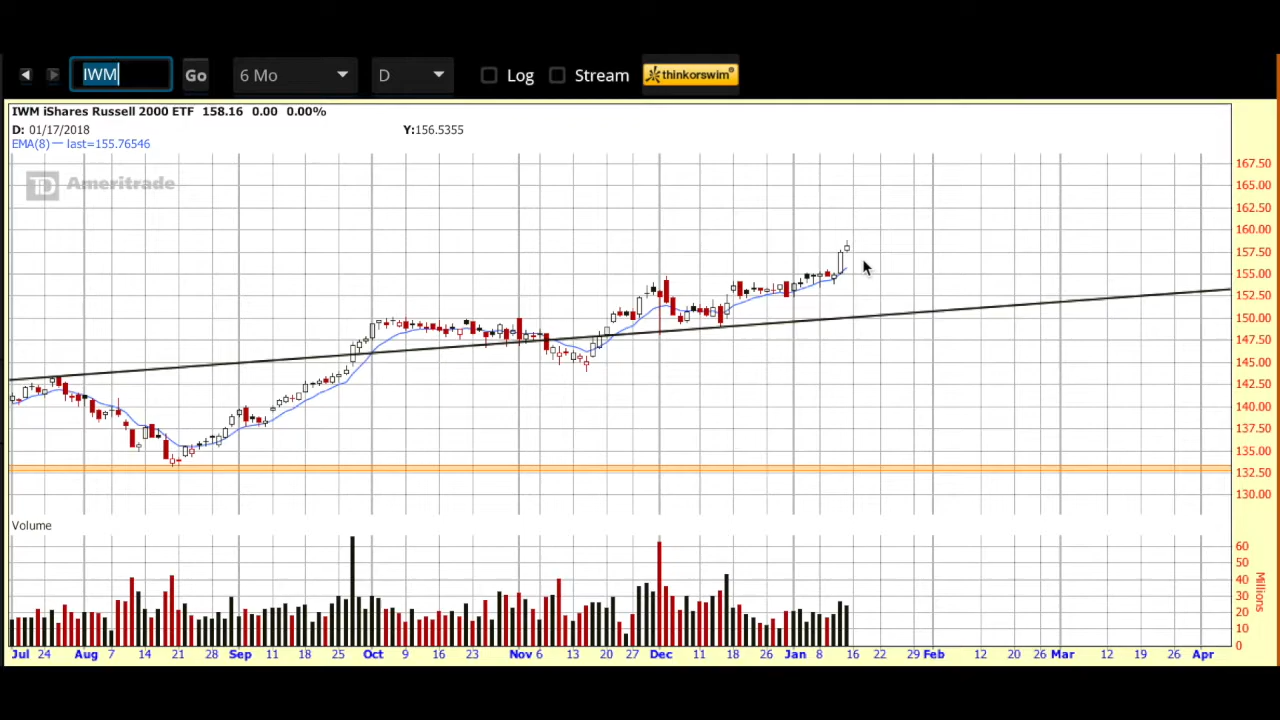 IWM Go 6 Mo D Log Stream thinkorswim®
IWM iShares Russell 2000 ETF 158.16 0.00 0.00%
D: 01/17/2018 Y:156.5355
EMA(8) — last=155.76546
TD Ameritrade
167.50
165.00
162.50
160.00
157.50
155.00
152.50
150.00
147.50
145.00
142.50
140.00
137.50
135.00
132.50
130.00
Volume
60
50
40
30
20
10
0
Millions
Jul 24 Aug 7 14 21 28 Sep 11 18 25 Oct 9 16 23 Nov 6 13 20 27 Dec 11 18 26 Jan 8 16 22 29 Feb 12 20 26 Mar 12 19 26 Apr